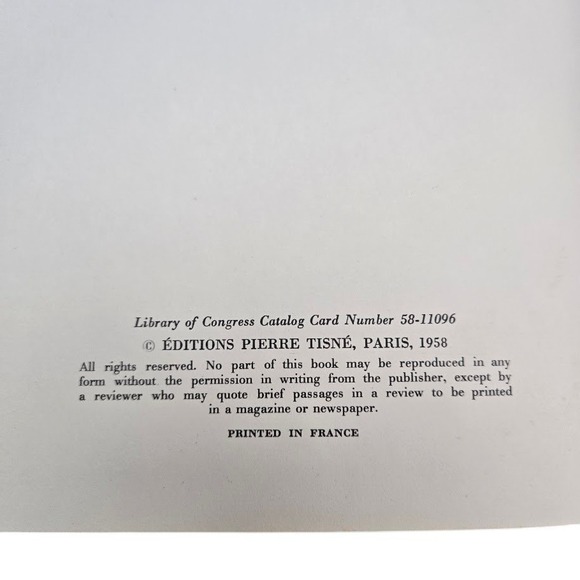 Library of Congress Catalog Card Number 58-11096
© ÉDITIONS PIERRE TISNÉ, PARIS, 1958
All rights reserved. No part of this book may be reproduced in any
form without the permission in writing from the publisher, except by
a reviewer who may quote brief passages in a review to be printed
in a magazine or newspaper.
PRINTED IN FRANCE